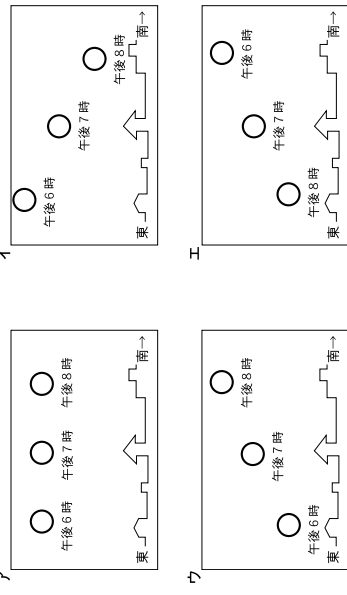 ア
午後6時 午後7時 午後8時
東 南→
イ
午後6時
午後7時
午後8時
東 南→
ウ
午後8時
午後7時
午後6時
東 南→
エ
午後6時
午後7時
午後8時
東 南→